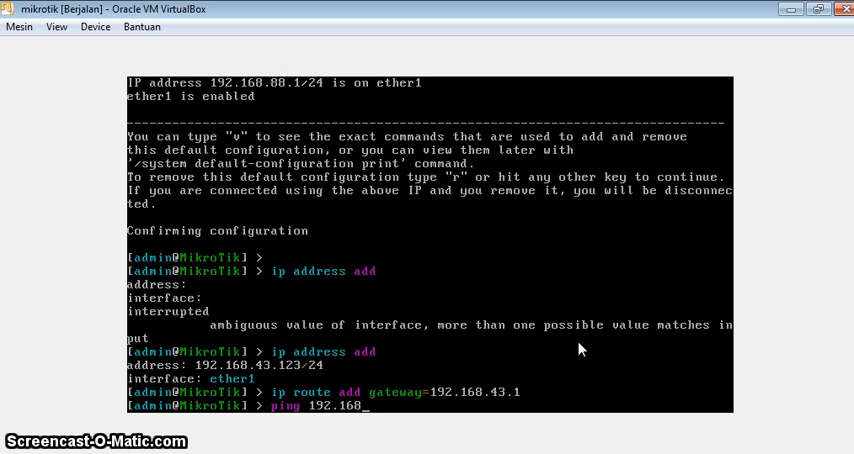 mikrotik [Berjalan] - Oracle VM VirtualBox
Mesin View Device Bantuan
IP address 192.168.88.1/24 is on ether1
ether1 is enabled
-------------------------------------------------------------------------------
You can type "v" to see the exact commands that are used to add and remove
this default configuration, or you can view them later with
'/system default-configuration print' command.
To remove this default configuration type "r" or hit any other key to continue.
If you are connected using the above IP and you remove it, you will be disconnec
ted.
Confirming configuration
[admin@MikroTik] >
[admin@MikroTik] > ip address add
address:
interface:
interrupted
ambiguous value of interface, more than one possible value matches in
put
[admin@MikroTik] > ip address add
address: 192.168.43.123/24
interface: ether1
[admin@MikroTik] > ip route add gateway=192.168.43.1
[admin@MikroTik] > ping 192.168_
Screencast-O-Matic.com